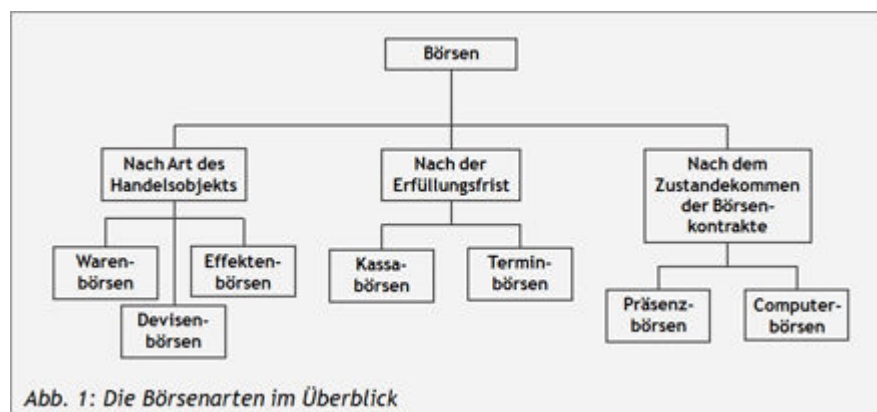 Börsen
Nach Art des
Handelsobjekts
Nach der
Erfüllungsfrist
Nach dem
Zustandekommen
der Börsen-
kontrakte
Waren-
börsen
Effekten-
börsen
Devisen-
börsen
Kassa-
börsen
Termin-
börsen
Präsenz-
börsen
Computer-
börsen
Abb. 1: Die Börsenarten im Überblick